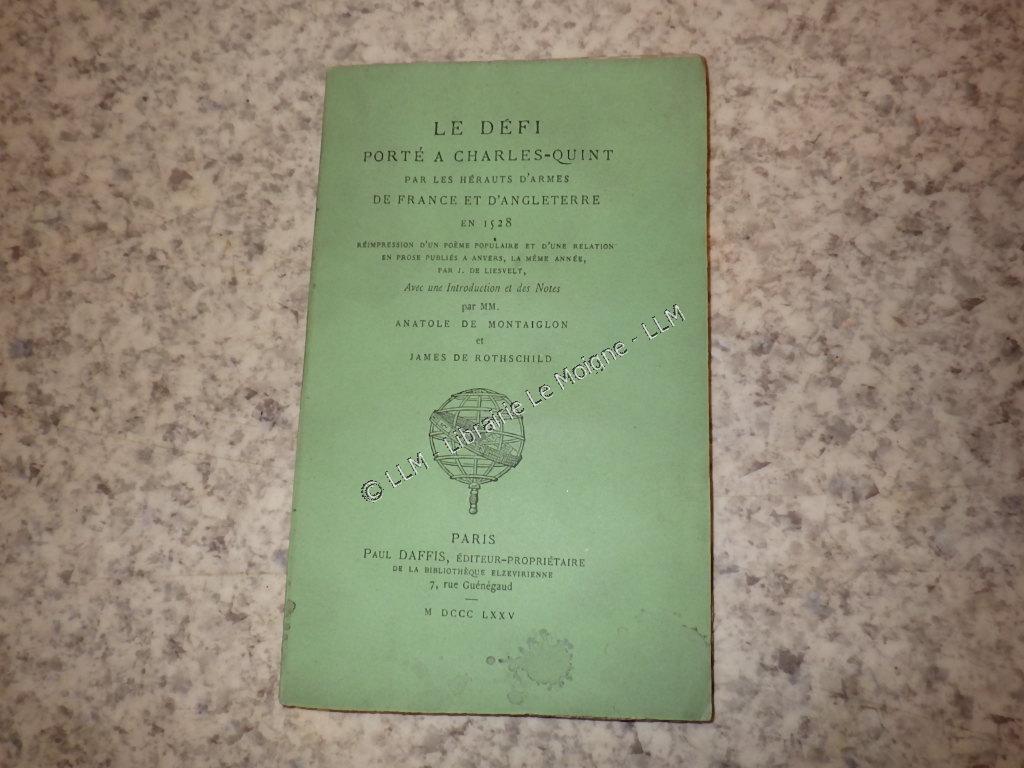 LE DÉFI
PORTÉ A CHARLES-QUINT
PAR LES HÉRAUTS D'ARMES
DE FRANCE ET D'ANGLETERRE
EN 1528
RÉIMPRESSION D'UN POÈME POPULAIRE ET D'UNE RELATION
EN PROSE PUBLIÉS A ANVERS, LA MÊME ANNÉE,
PAR J. DE LIESVELT,
Avec une Introduction et des Notes
par MM.
ANATOLE DE MONTAIGLON
et
JAMES DE ROTHSCHILD
© LLM - Librairie Le Moigne - LLM
PARIS
PAUL DAFFIS, ÉDITEUR-PROPRIÉTAIRE
DE LA BIBLIOTHÈQUE ELZEVIRIENNE
7, rue Guénégaud
M DCCC LXXV